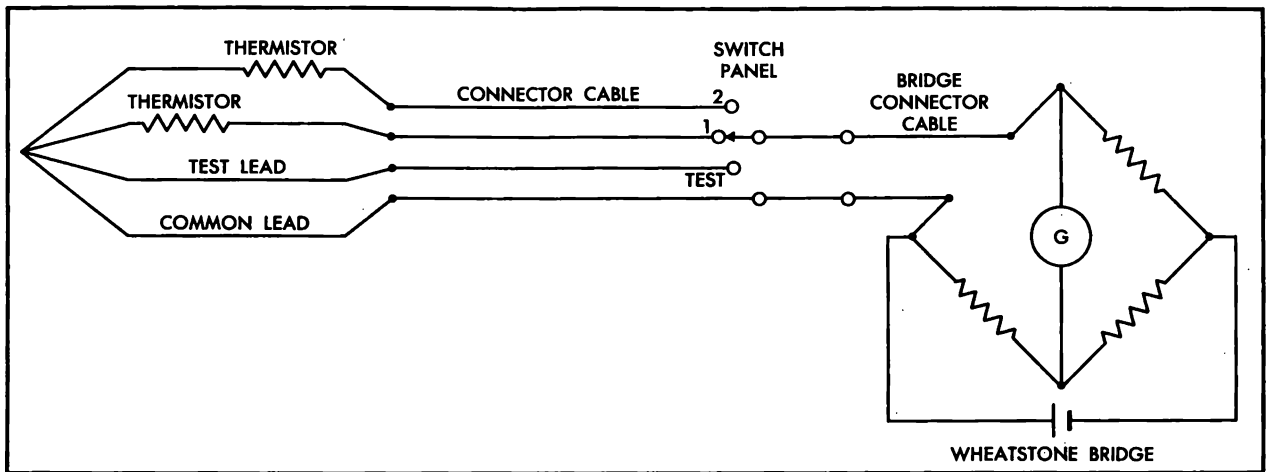 THERMISTOR
SWITCH
PANEL
THERMISTOR
CONNECTOR CABLE
2
BRIDGE
CONNECTOR
CABLE
1
TEST LEAD
TEST
COMMON LEAD
G
WHEATSTONE BRIDGE